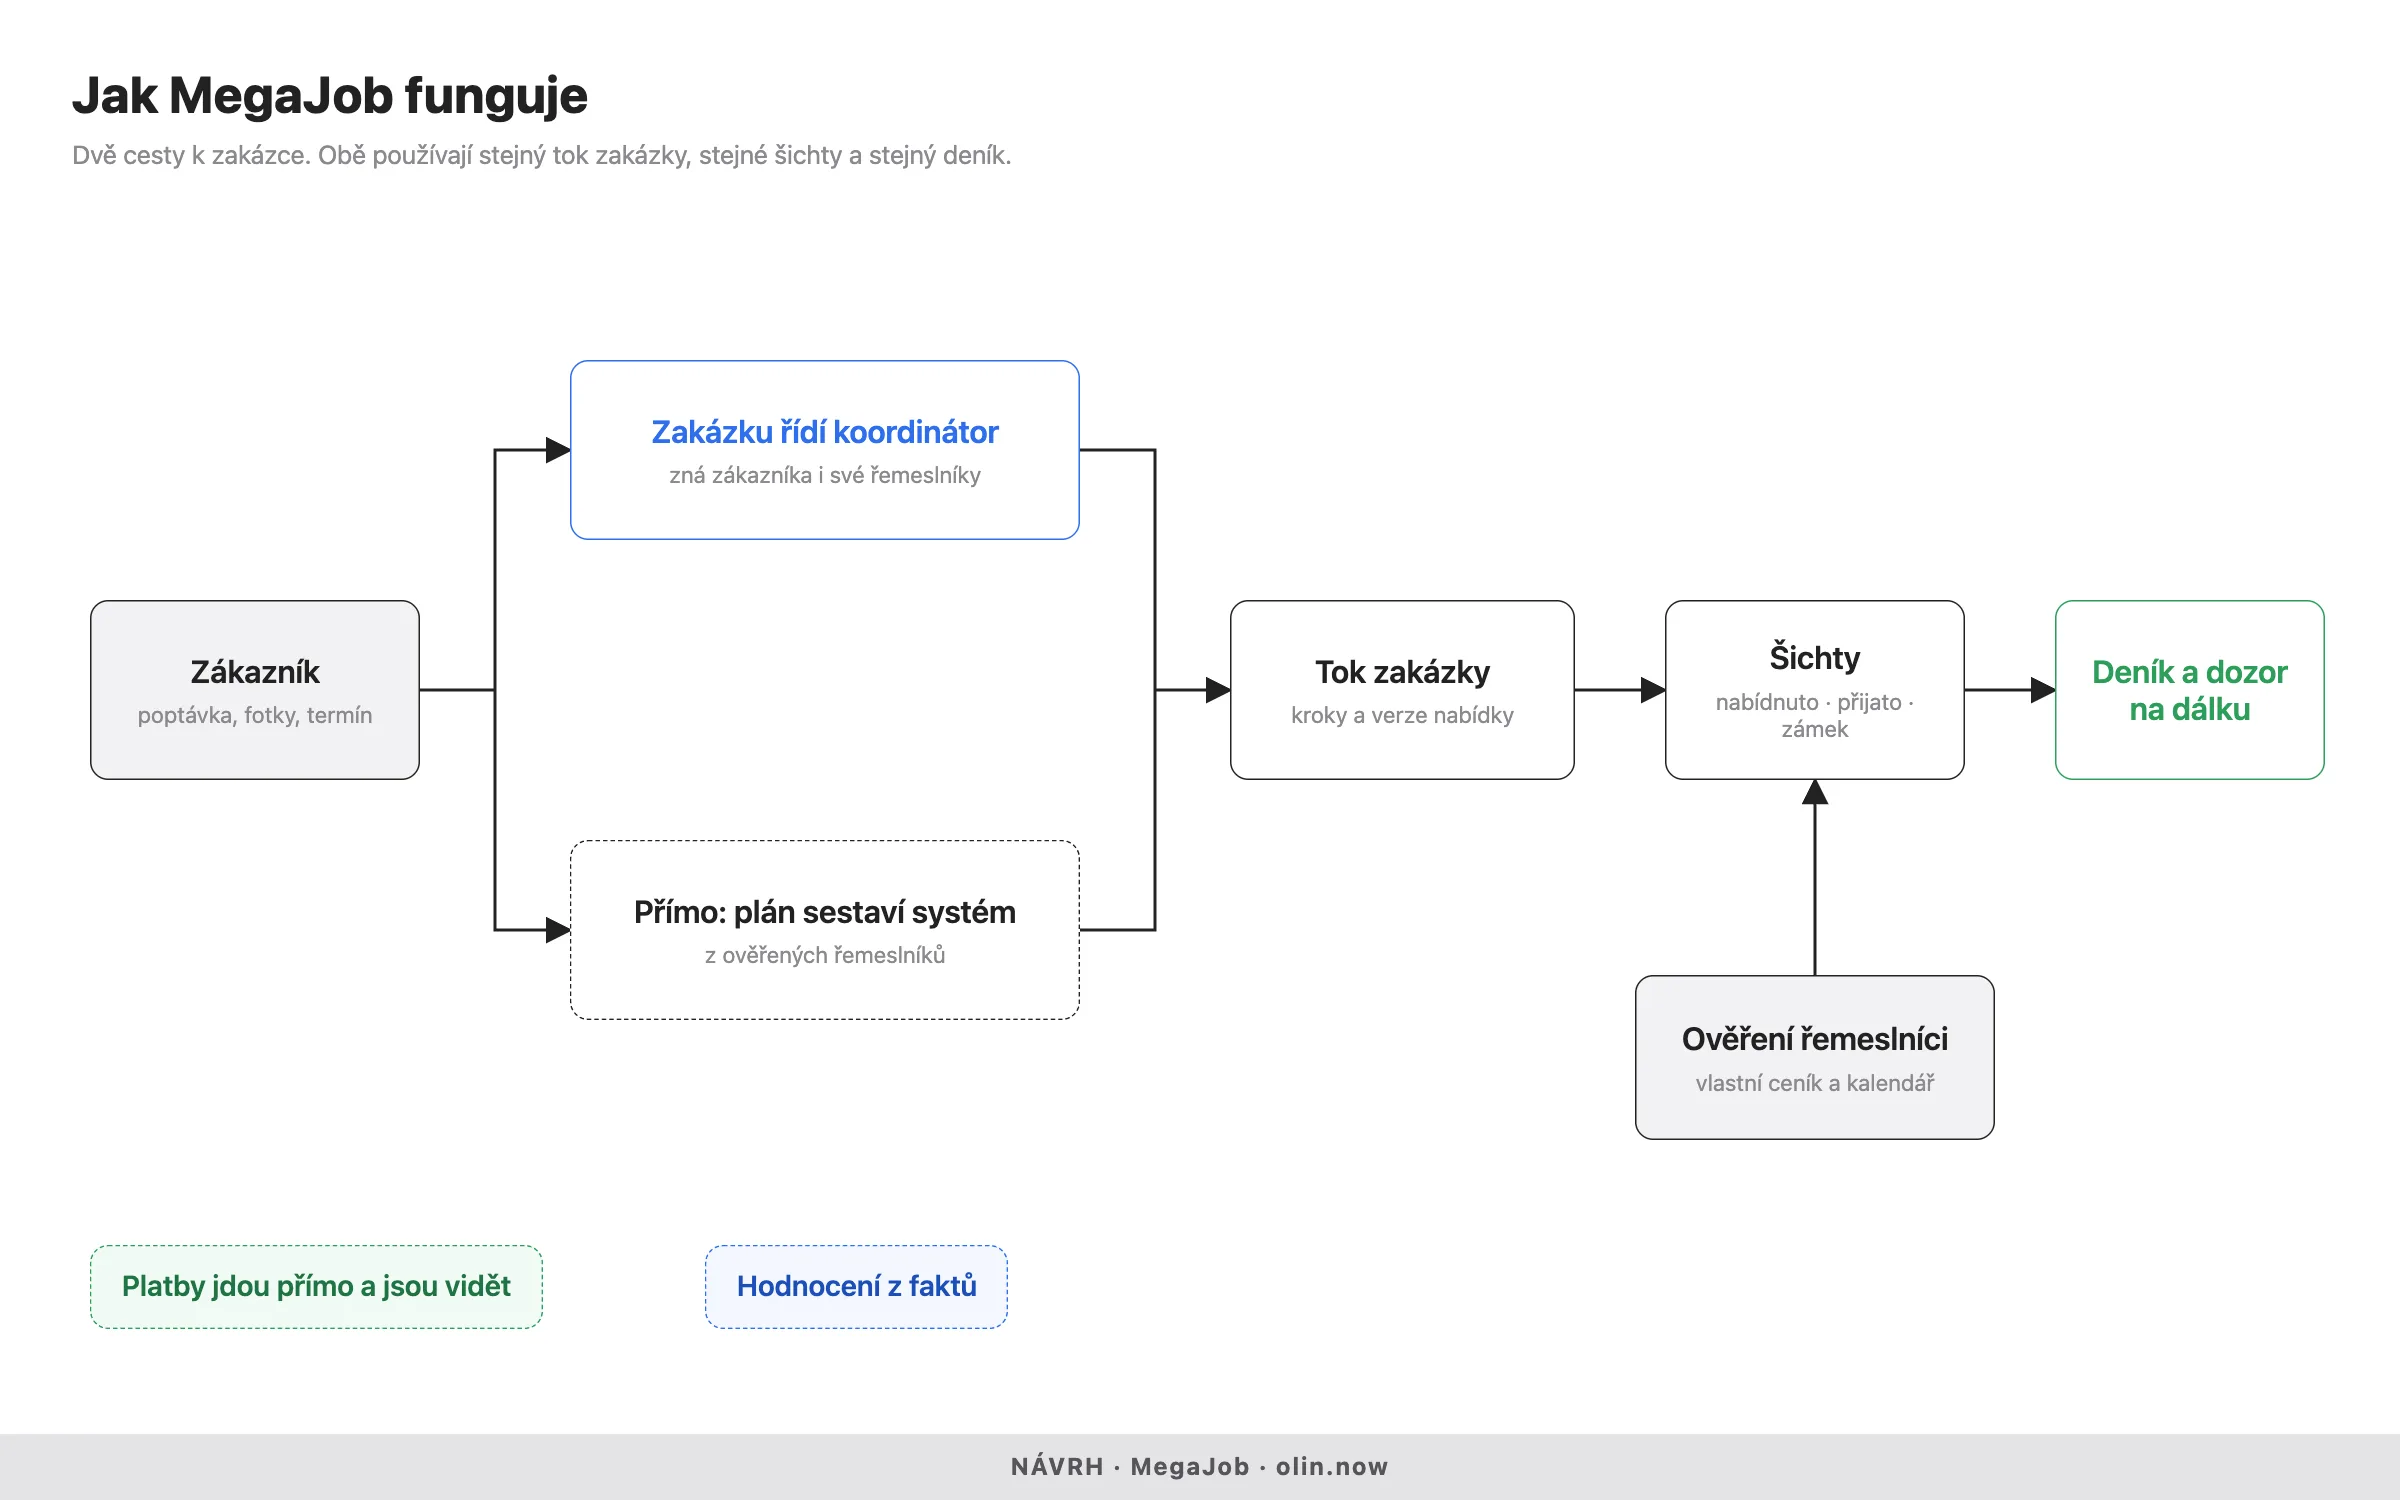 Jak MegaJob funguje
Dvě cesty k zakázce. Obě používají stejný tok zakázky, stejné šichty a stejný deník.
Zakázku řídí koordinátor
zná zákazníka i své řemeslníky
Zákazník
poptávka, fotky, termín
Tok zakázky
kroky a verze nabídky
Šichty
nabídnuto · přijato ·
zámek
Deník a dozor
na dálku
Přímo: plán sestaví systém
z ověřených řemeslníků
Ověření řemeslníci
vlastní ceník a kalendář
Platby jdou přímo a jsou vidět
Hodnocení z faktů
NÁVRH · MegaJob · olin.now